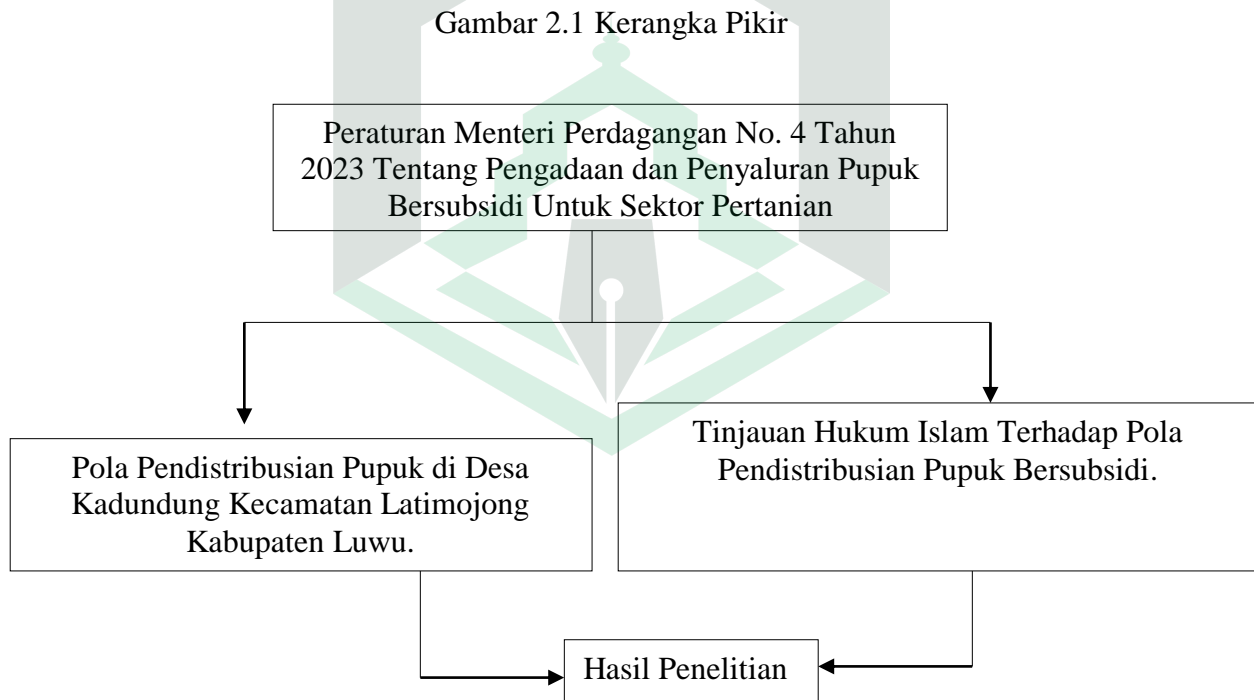 Gambar 2.1 Kerangka Pikir
Peraturan Menteri Perdagangan No. 4 Tahun
2023 Tentang Pengadaan dan Penyaluran Pupuk
Bersubsidi Untuk Sektor Pertanian
Pola Pendistribusian Pupuk di Desa
Kadundung Kecamatan Latimojong
Kabupaten Luwu.
Tinjauan Hukum Islam Terhadap Pola
Pendistribusian Pupuk Bersubsidi.
Hasil Penelitian